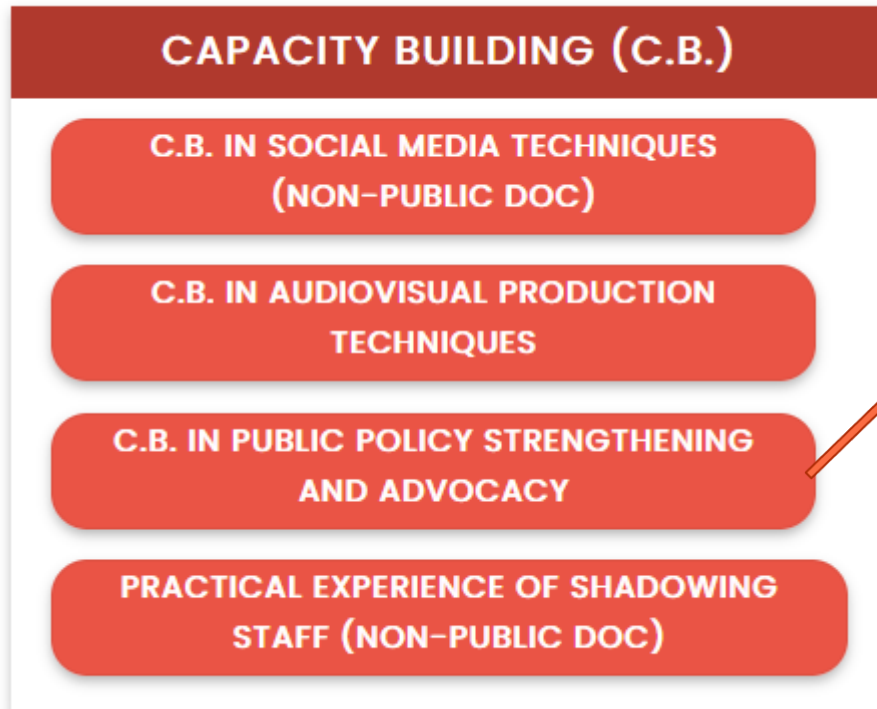 CAPACITY BUILDING (C.B.)
C.B. IN SOCIAL MEDIA TECHNIQUES
(NON-PUBLIC DOC)
C.B. IN AUDIOVISUAL PRODUCTION
TECHNIQUES
C.B. IN PUBLIC POLICY STRENGTHENING
AND ADVOCACY
PRACTICAL EXPERIENCE OF SHADOWING
STAFF (NON-PUBLIC DOC)